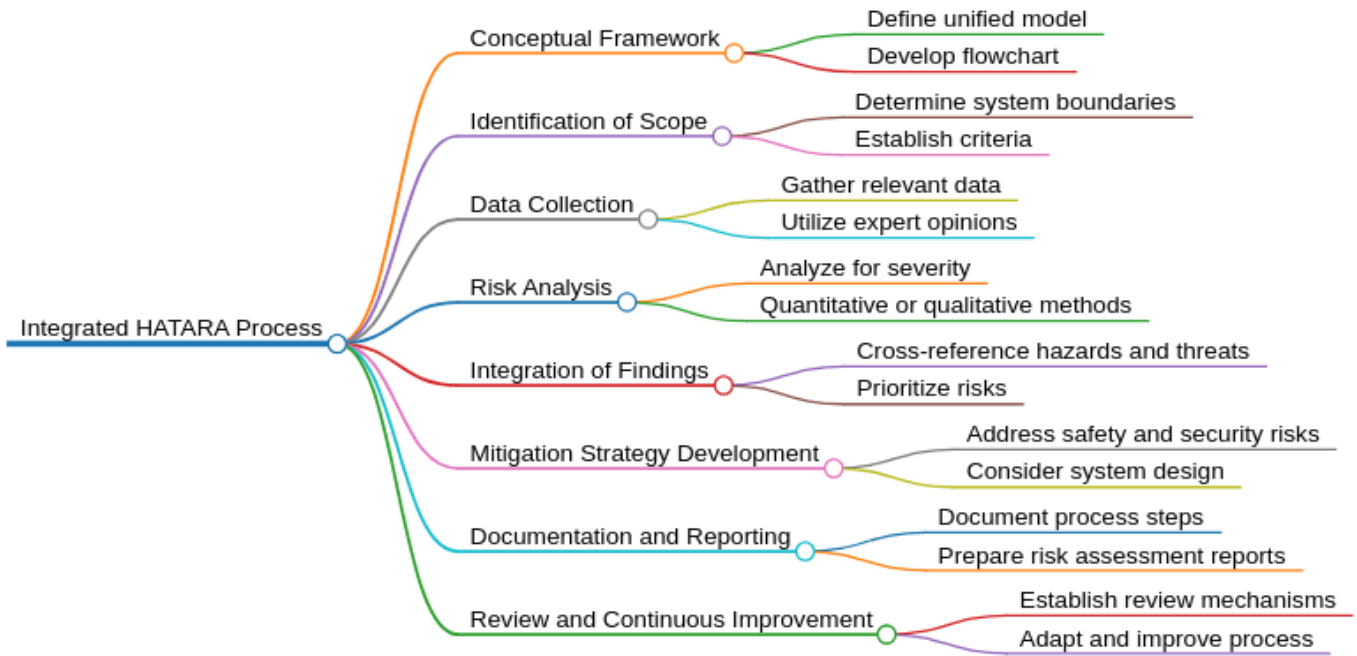 Integrated HATARA Process
Conceptual Framework
Define unified model
Develop flowchart
Identification of Scope
Determine system boundaries
Establish criteria
Data Collection
Gather relevant data
Utilize expert opinions
Risk Analysis
Analyze for severity
Quantitative or qualitative methods
Integration of Findings
Cross-reference hazards and threats
Prioritize risks
Mitigation Strategy Development
Address safety and security risks
Consider system design
Documentation and Reporting
Document process steps
Prepare risk assessment reports
Review and Continuous Improvement
Establish review mechanisms
Adapt and improve process